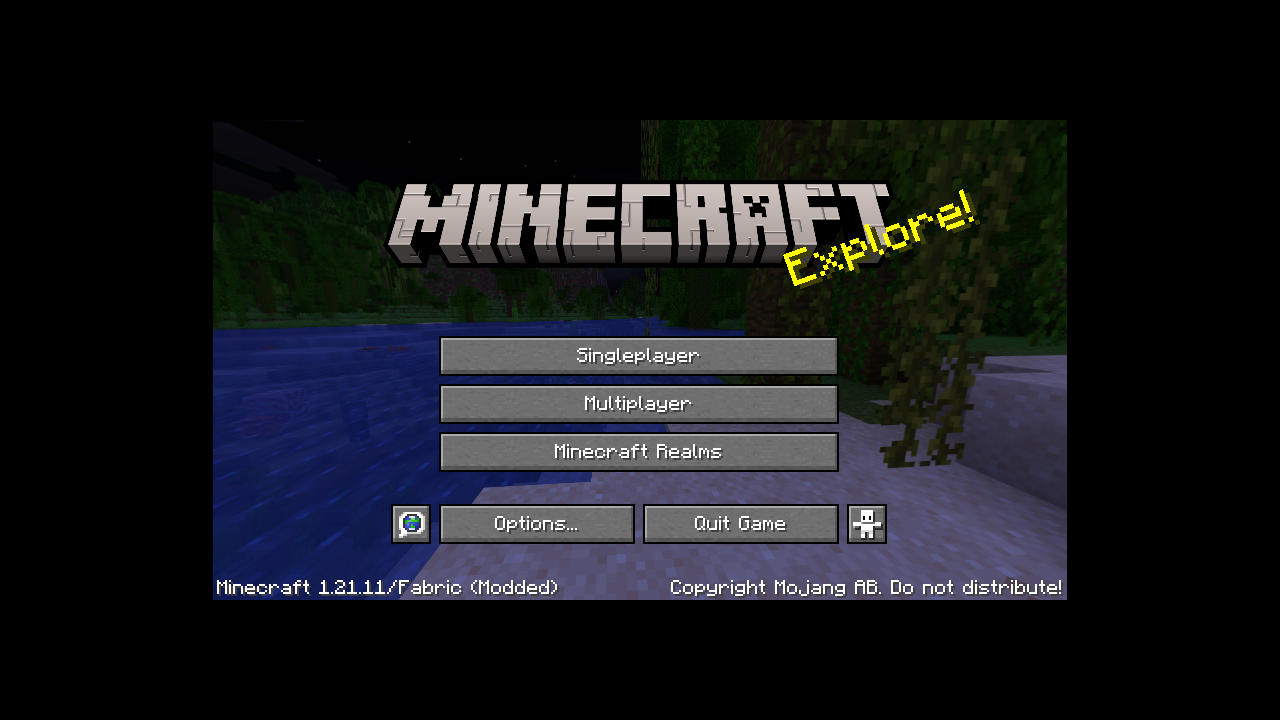 MINECRAFT
Explore!
Singleplayer
Multiplayer
Minecraft Realms
Options...
Quit Game
Minecraft 1.21.11/Fabric (Modded)
Copyright Mojang AB. Do not distribute!